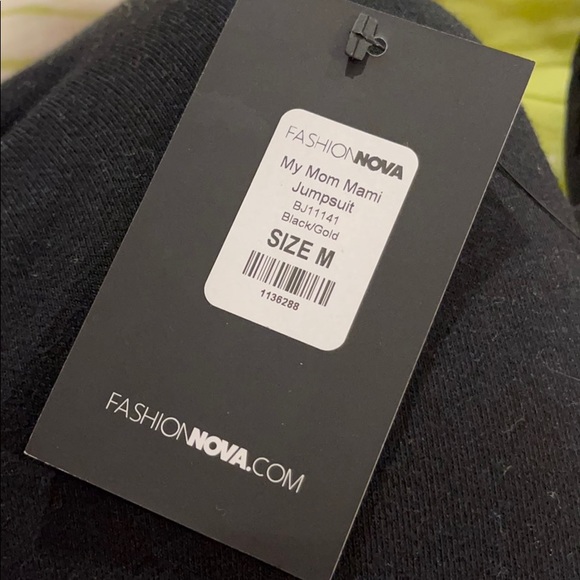 FASHIONNOVA
My Mom Mami
Jumpsuit
BJ11141
Black/Gold
SIZE M
1136288
FASHIONNOVA.COM